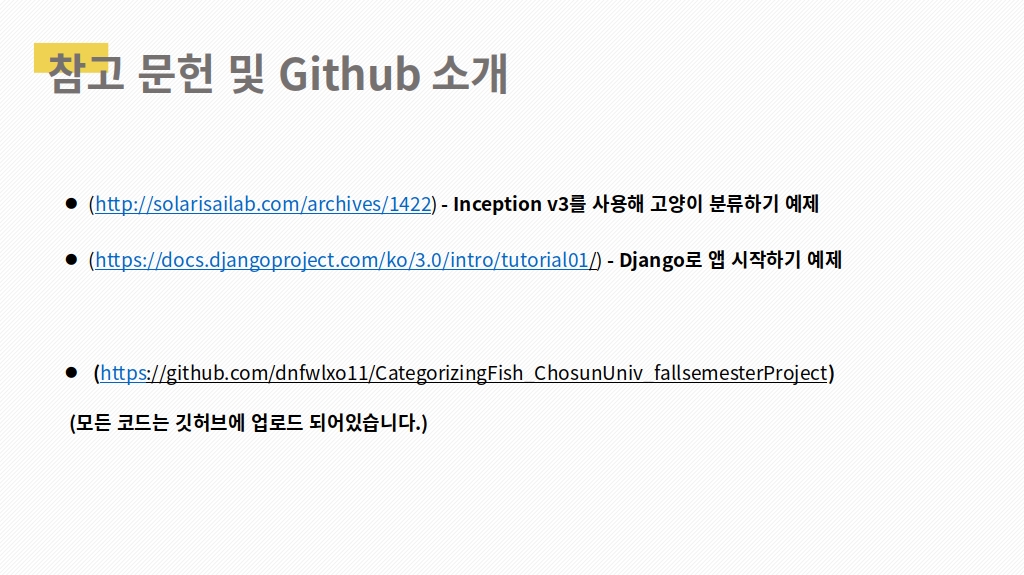 참고 문헌 및 Github 소개
● (http://solarisailab.com/archives/1422) - Inception v3를 사용해 고양이 분류하기 예제
● (https://docs.djangoproject.com/ko/3.0/intro/tutorial01/) - Django로 앱 시작하기 예제
● (https://github.com/dnfwlxo11/CategorizingFish_ChosunUniv_fallsemesterProject)
(모든 코드는 깃허브에 업로드 되어있습니다.)